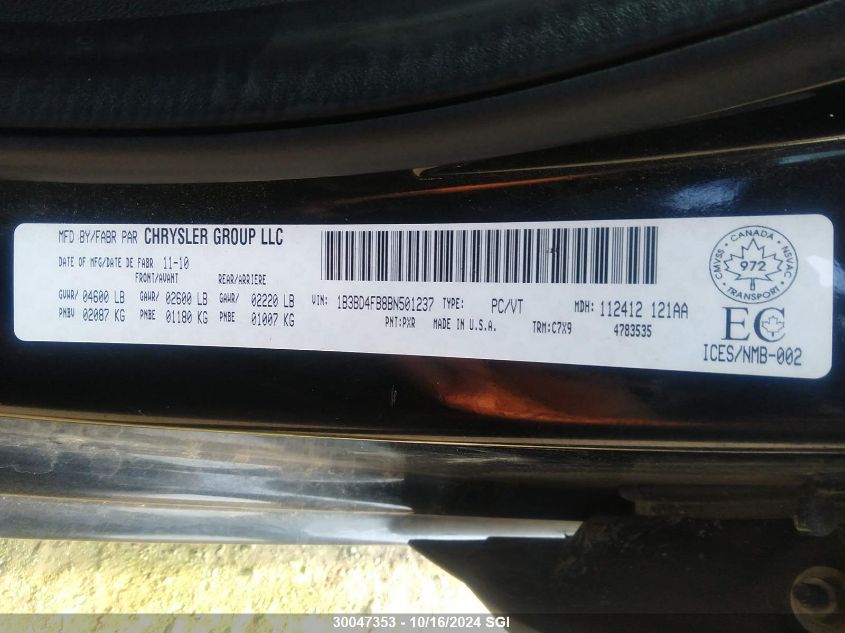 MFD BY/FABR PAR CHRYSLER GROUP LLC
DATE OF MFG/DATE DE FABR 11-10
FRONT/AVANT REAR/ARRIERE
GVWR/ 04600 LB GAWR/ 02600 LB GAWR/ 02220 LB
PNBV 02087 KG PNBE 01180 KG PNBE 01007 KG
VIN: 1B3BD4FB8BN501237 TYPE: PC/VT MDH: 112412 121AA
PNT: PXR MADE IN U.S.A. TRM: C7X9 4783535
CANADA
CMVSS 972 NSVAC
TRANSPORT
EC
ICES/NMB-002
30047353 - 10/16/2024 SGI